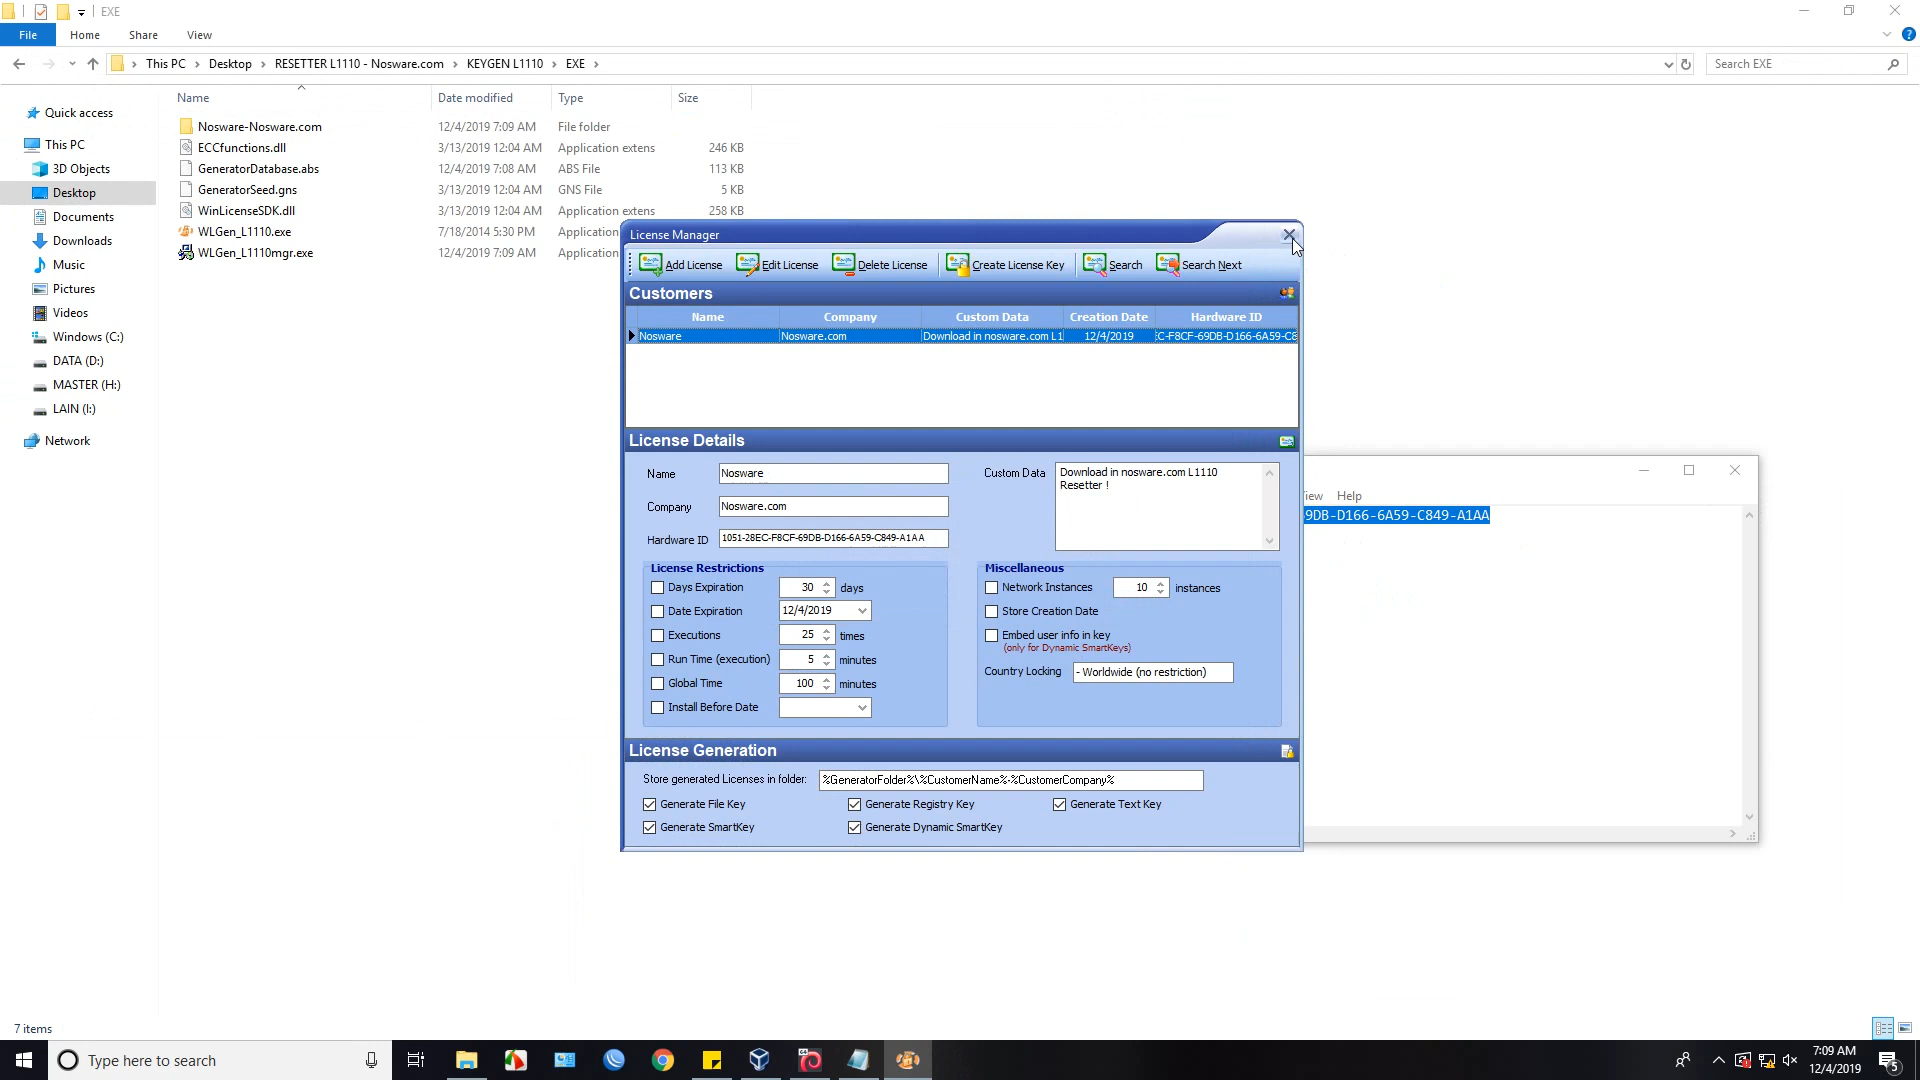 EXE
File Home Share View
This PC > Desktop > RESETTER L1110 - Nosware.com > KEYGEN L1110 > EXE >
Search EXE
Name Date modified Type Size
Quick access
This PC
3D Objects
Desktop
Documents
Downloads
Music
Pictures
Videos
Windows (C:)
DATA (D:)
MASTER (H:)
LAIN (I:)
Network
Nosware-Nosware.com 12/4/2019 7:09 AM File folder
ECCfunctions.dll 3/13/2019 12:04 AM Application extens 246 KB
GeneratorDatabase.abs 12/4/2019 7:08 AM ABS File 113 KB
GeneratorSeed.gns 3/13/2019 12:04 AM GNS File 5 KB
WinLicenseSDK.dll 3/13/2019 12:04 AM Application extens 258 KB
WLGen_L1110.exe 7/18/2014 5:30 PM Application
WLGen_L1110mgr.exe 12/4/2019 7:09 AM Application
License Manager
Add License Edit License Delete License Create License Key Search Search Next
Customers
Name Company Custom Data Creation Date Hardware ID
Nosware Nosware.com Download in nosware.com L1 12/4/2019 C-F8CF-69DB-D166-6A59-C8
License Details
Name Nosware
Company Nosware.com
Hardware ID 1051-28EC-F8CF-69DB-D166-6A59-C849-A1AA
Custom Data Download in nosware.com L1110
Resetter !
License Restrictions
Days Expiration 30 days
Date Expiration 12/4/2019
Executions 25 times
Run Time (execution) 5 minutes
Global Time 100 minutes
Install Before Date
Miscellaneous
Network Instances 10 instances
Store Creation Date
Embed user info in key
(only for Dynamic SmartKeys)
Country Locking - Worldwide (no restriction)
License Generation
Store generated Licenses in folder: %GeneratorFolder%\%CustomerName%-%CustomerCompany%
Generate File Key Generate Registry Key Generate Text Key
Generate SmartKey Generate Dynamic SmartKey
iew Help
9DB-D166-6A59-C849-A1AA
7 items
Type here to search
7:09 AM
12/4/2019
5